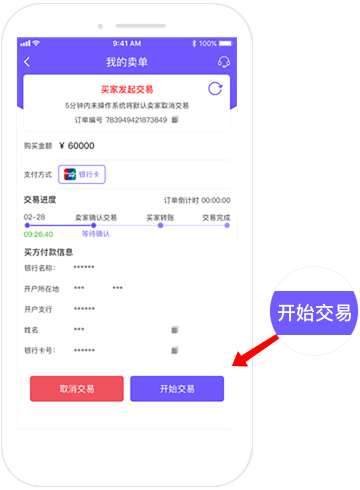 9:41 AM 100%
我的卖单
买家发起交易
5分钟内未操作系统将默认卖家取消交易
订单编号 783949421873849
购买金额 ¥ 60000
支付方式 银行卡
交易进度 订单倒计时 00:00:00
02-28 卖家确认交易 买家转账 交易完成
09:26:40 等待确认
买方付款信息
银行名称: ******
开户所在地 *** ***
开户支行 ******
姓名 ***
银行卡号: ******
取消交易 开始交易
开始交易